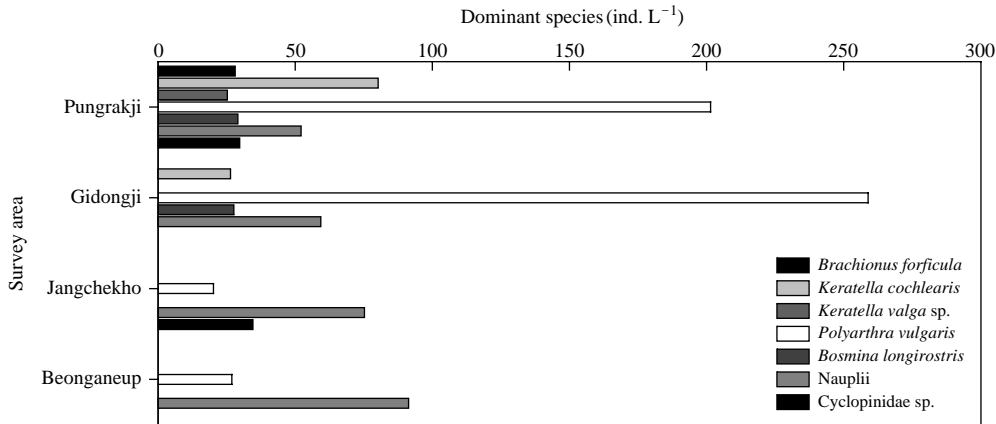 Dominant species (ind. L⁻¹)
0 50 100 150 200 250 300
Survey area
Pungrakji
Gidongji
Jangchekho
Beonganeup
Brachionus forficula
Keratella cochlearis
Keratella valga sp.
Polyarthra vulgaris
Bosmina longirostris
Nauplii
Cyclopinidae sp.